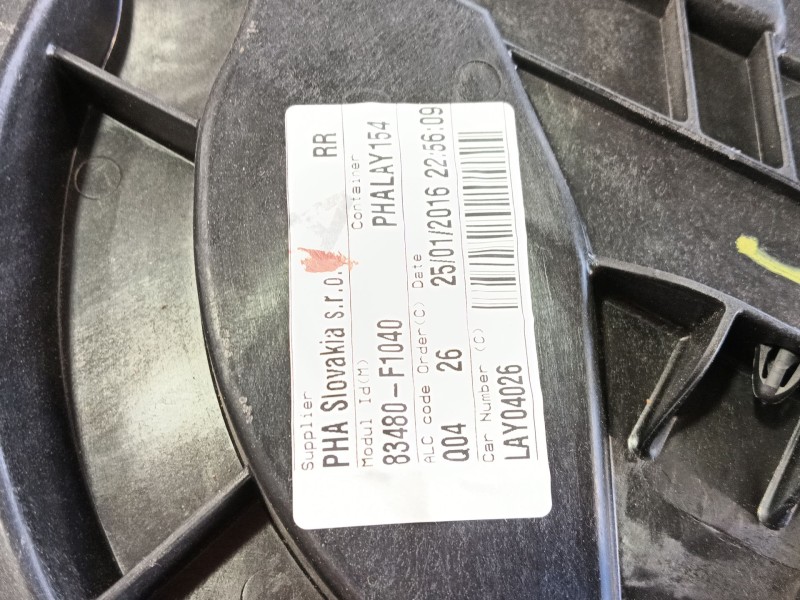 Supplier
PHA Slovakia s.r.o. RR
Modul Id(M) Container
83480-F1040 PHALAY154
ALC code Order(C) Date
Q04 26 25/01/2016 22:56:09
Car Number (C)
LAY04026